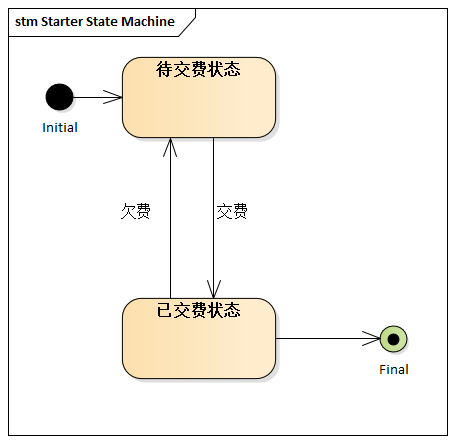 stm Starter State Machine
待交费状态
Initial
欠费
交费
已交费状态
Final